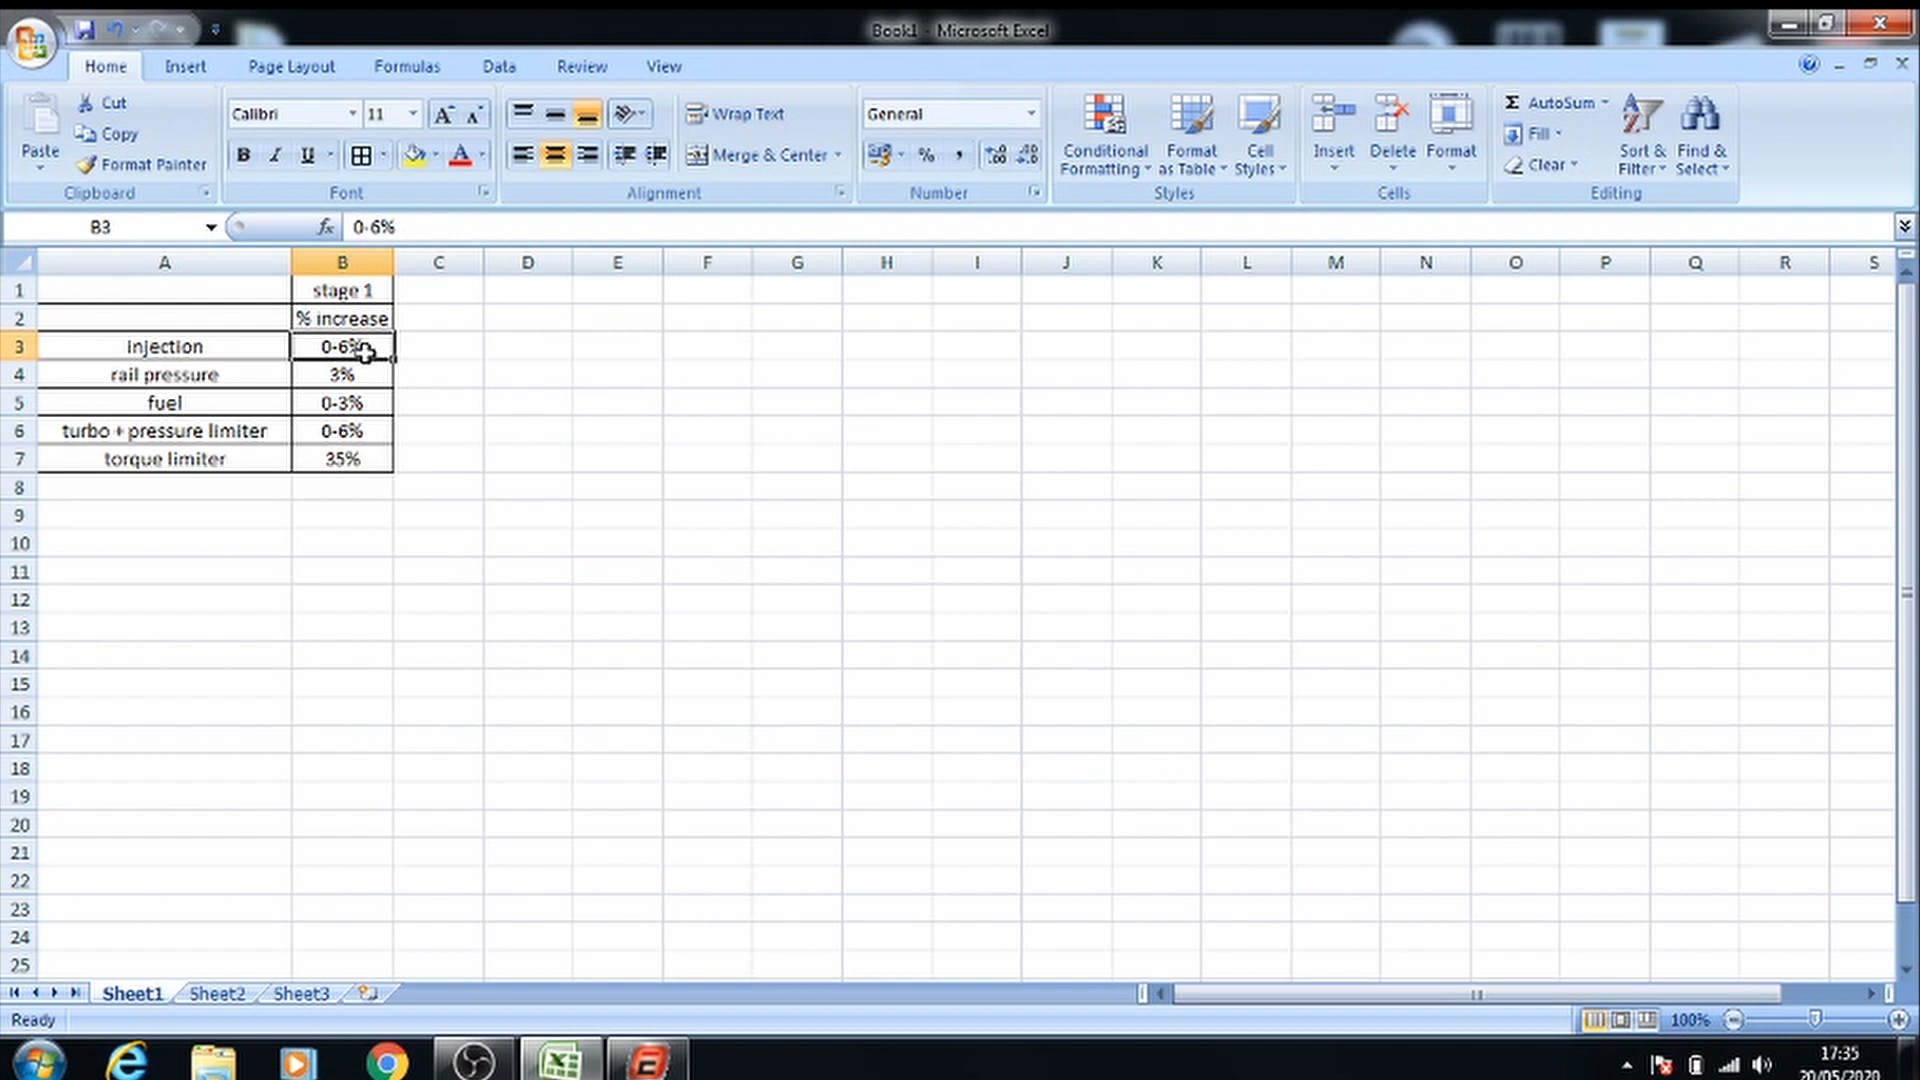 Book1 - Microsoft Excel
Home Insert Page Layout Formulas Data Review View
Paste
Cut
Copy
Format Painter
Clipboard
Calibri 11
B I U
Font
Wrap Text
Merge & Center
Alignment
General
% ,
Number
Conditional Formatting
Format as Table
Cell Styles
Styles
Insert Delete Format
Cells
Σ AutoSum
Fill
Clear
Sort & Filter
Find & Select
Editing
B3 fx 0-6%
A B C D E F G H I J K L M N O P Q R S
1 stage 1
2 % increase
3 injection 0-6%
4 rail pressure 3%
5 fuel 0-3%
6 turbo + pressure limiter 0-6%
7 torque limiter 35%
8
9
10
11
12
13
14
15
16
17
18
19
20
21
22
23
24
25
Sheet1 Sheet2 Sheet3
Ready 100%
17:35
20/05/2020